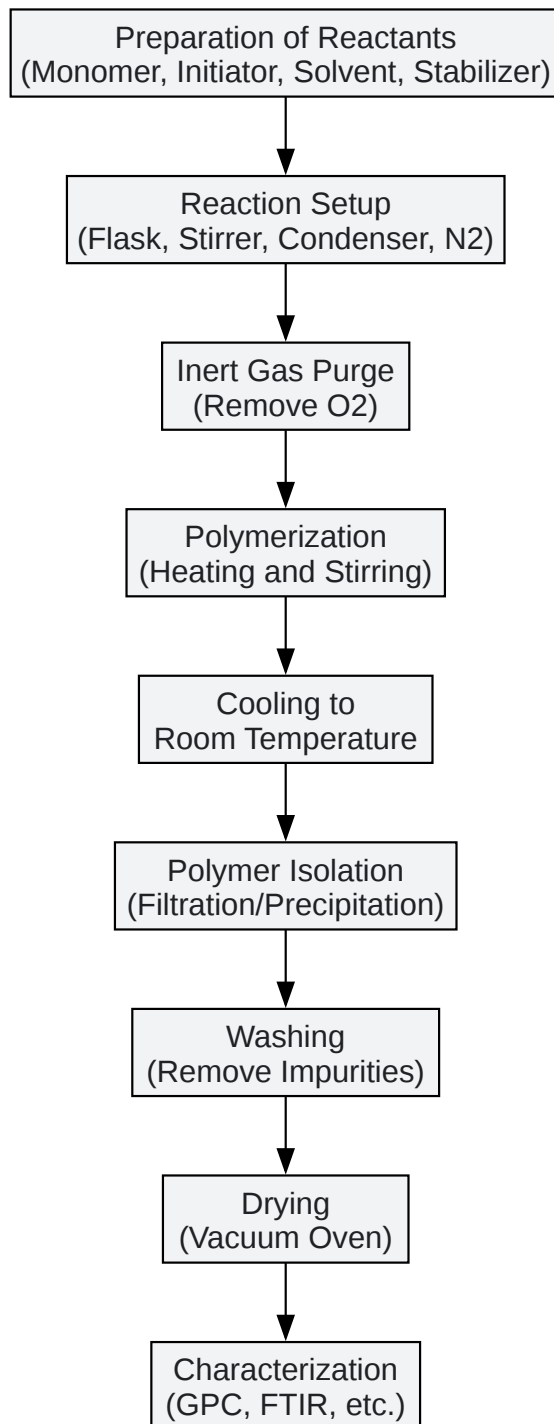 Preparation of Reactants
(Monomer, Initiator, Solvent, Stabilizer)
Reaction Setup
(Flask, Stirrer, Condenser, N2)
Inert Gas Purge
(Remove O2)
Polymerization
(Heating and Stirring)
Cooling to
Room Temperature
Polymer Isolation
(Filtration/Precipitation)
Washing
(Remove Impurities)
Drying
(Vacuum Oven)
Characterization
(GPC, FTIR, etc.)